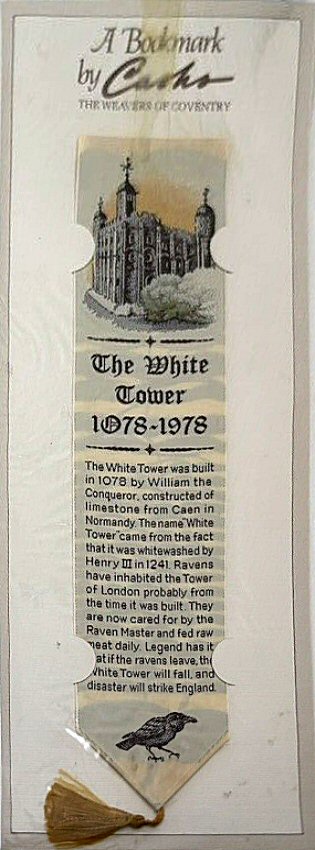 A Bookmark
by Cash's
THE WEAVERS OF COVENTRY
The White
Tower
1078-1978
The White Tower was built
in 1078 by William the
Conqueror, constructed of
limestone from Caen in
Normandy. The name "White
Tower" came from the fact
that it was whitewashed by
Henry III in 1241. Ravens
have inhabited the Tower
of London probably from
the time it was built. They
are now cared for by the
Raven Master and fed raw
meat daily. Legend has it
that if the ravens leave, the
White Tower will fall, and
disaster will strike England.